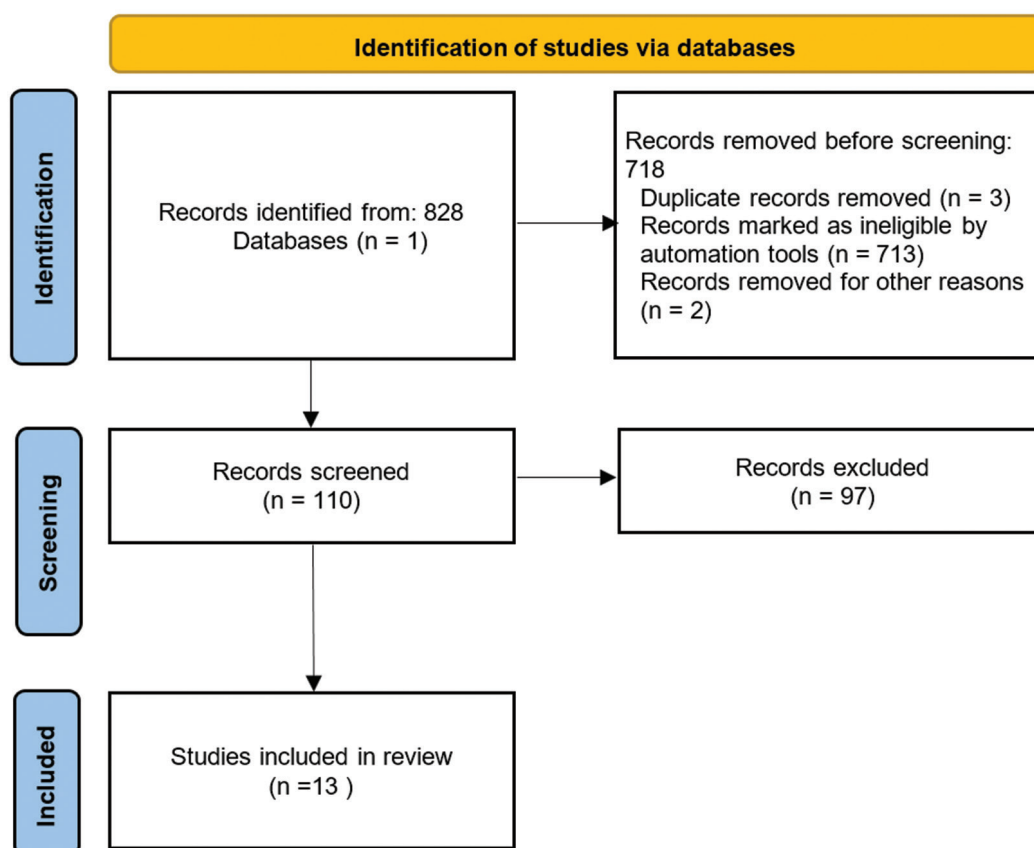 Identification of studies via databases
Identification
Records identified from: 828
Databases (n = 1)
Records removed before screening:
718
Duplicate records removed (n = 3)
Records marked as ineligible by
automation tools (n = 713)
Records removed for other reasons
(n = 2)
Screening
Records screened
(n = 110)
Records excluded
(n = 97)
Included
Studies included in review
(n =13 )